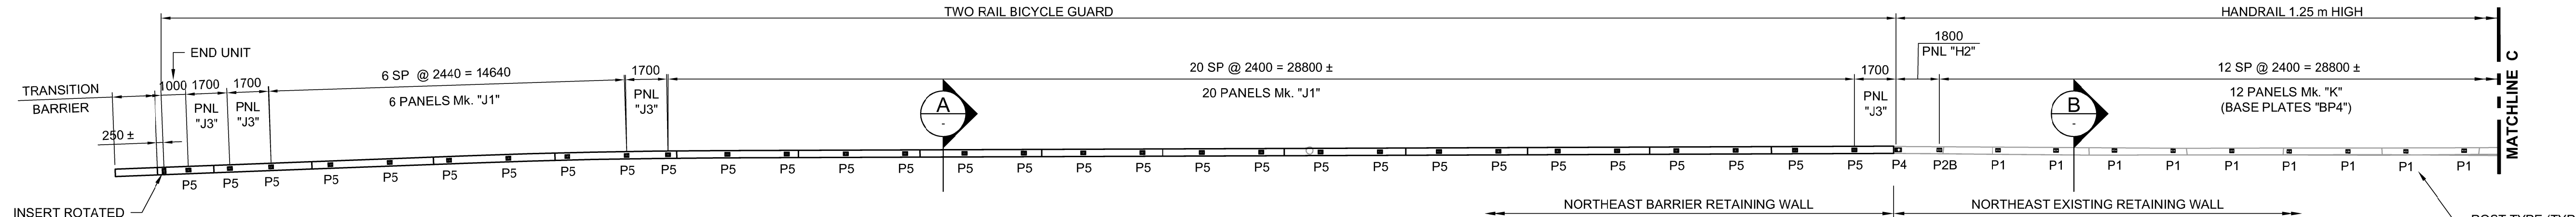 TWO RAIL BICYCLE GUARD
HANDRAIL 1.25 m HIGH
END UNIT
1800
PNL "H2"
TRANSITION
BARRIER
1000
1700
1700
6 SP @ 2440 = 14640
1700
20 SP @ 2400 = 28800 ±
1700
12 SP @ 2400 = 28800 ±
PNL
"J3"
PNL
"J3"
6 PANELS Mk. "J1"
PNL
"J3"
A
-
20 PANELS Mk. "J1"
PNL
"J3"
B
-
12 PANELS Mk. "K"
(BASE PLATES "BP4")
MATCHLINE C
250 ±
P5 P5 P5 P5 P5 P5 P5 P5 P5 P5 P5 P5 P5 P5 P5 P5 P5 P5 P5 P5 P5 P5 P5 P5 P5 P5 P5 P5 P5 P5 P4 P2B P1 P1 P1 P1 P1 P1 P1 P1 P1
INSERT ROTATED
NORTHEAST BARRIER RETAINING WALL
NORTHEAST EXISTING RETAINING WALL